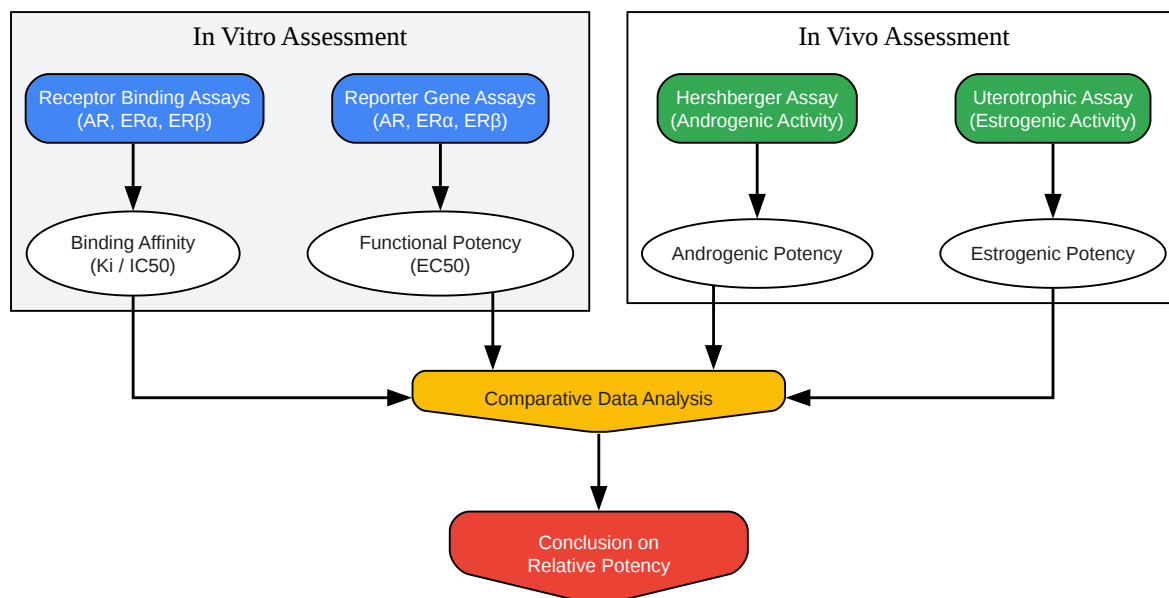 In Vitro Assessment
Receptor Binding Assays
(AR, ERα, ERβ)
Reporter Gene Assays
(AR, ERα, ERβ)
Binding Affinity
(Ki / IC50)
Functional Potency
(EC50)
In Vivo Assessment
Hershberger Assay
(Androgenic Activity)
Uterotrophic Assay
(Estrogenic Activity)
Androgenic Potency
Estrogenic Potency
Comparative Data Analysis
Conclusion on
Relative Potency